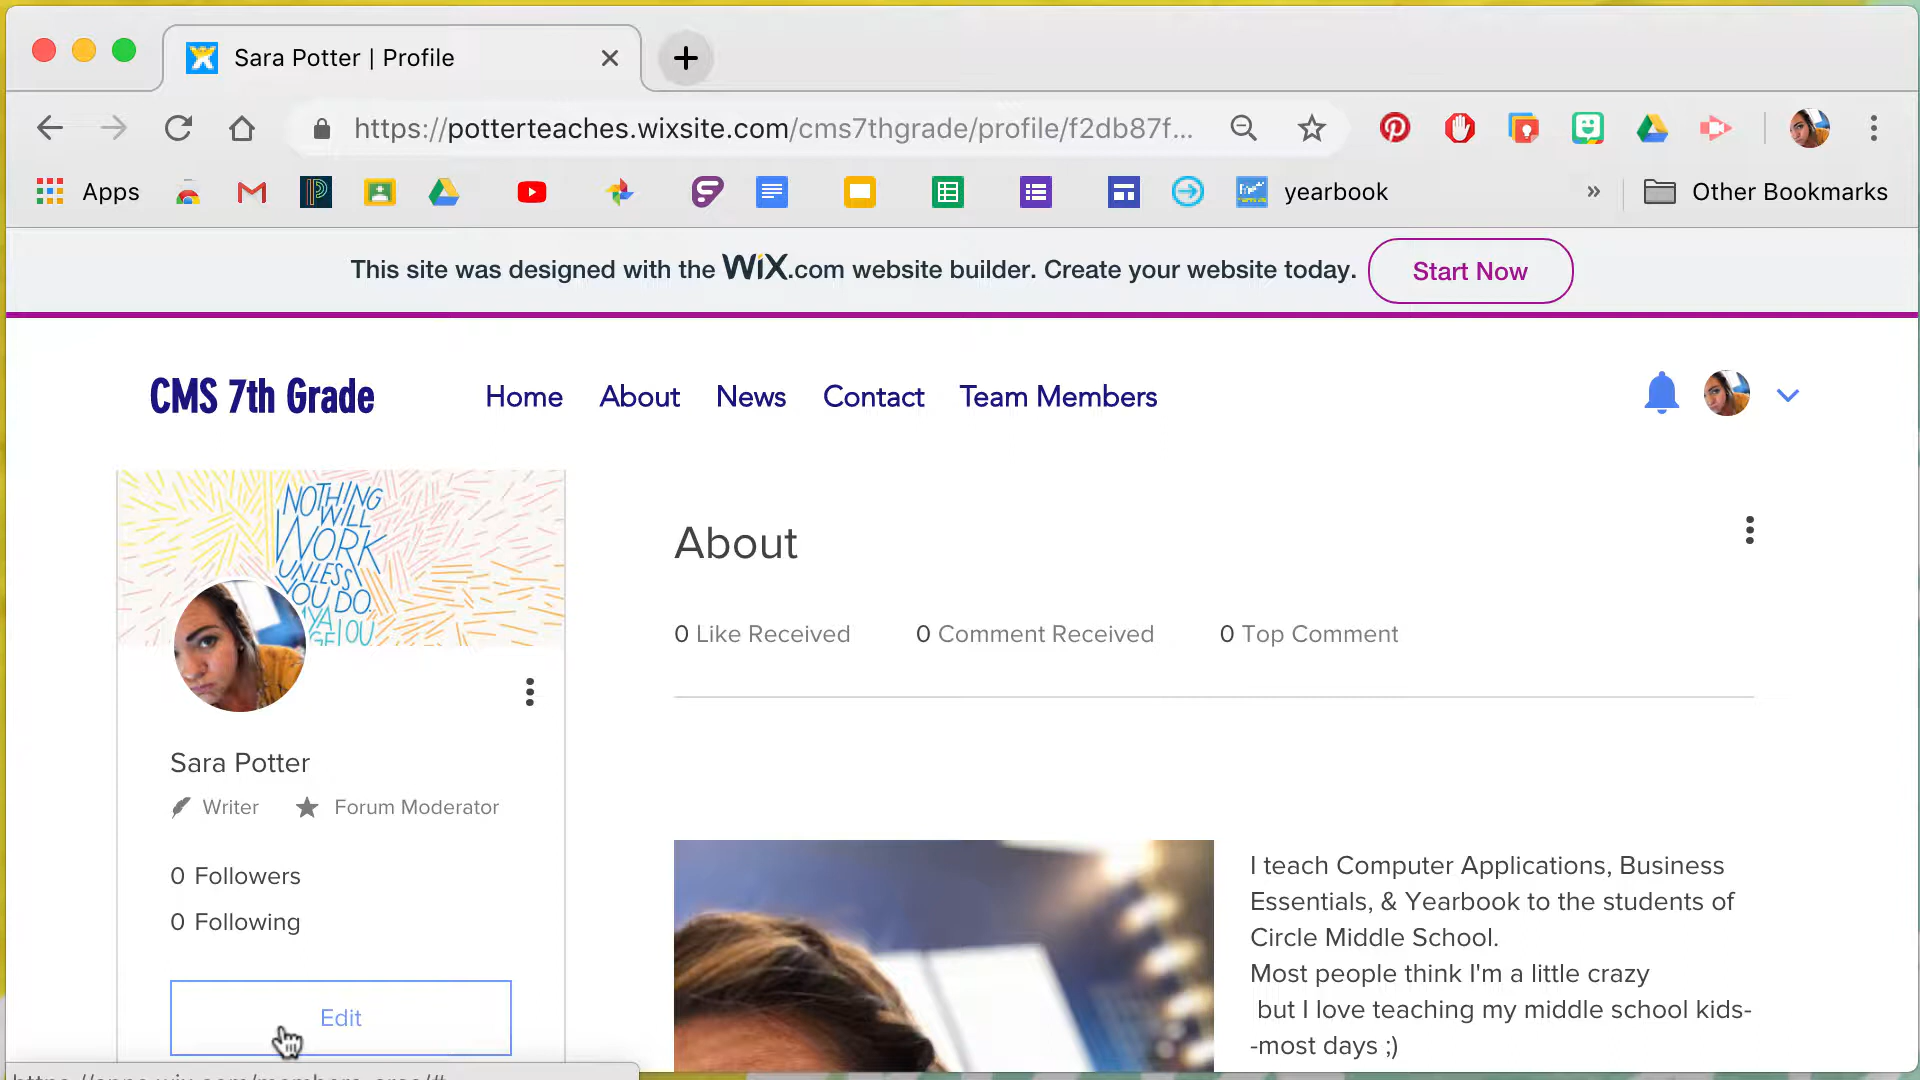 Sara Potter | Profile
https://potterteaches.wixsite.com/cms7thgrade/profile/f2db87f...
Apps
yearbook
»
Other Bookmarks
This site was designed with the WiX.com website builder. Create your website today.
Start Now
CMS 7th Grade
Home
About
News
Contact
Team Members
NOTHING
WILL
WORK
UNLESS
YOU DO.
About
0 Like Received
0 Comment Received
0 Top Comment
Sara Potter
Writer
Forum Moderator
0 Followers
0 Following
Edit
I teach Computer Applications, Business
Essentials, & Yearbook to the students of
Circle Middle School.
Most people think I'm a little crazy
but I love teaching my middle school kids-
-most days ;)